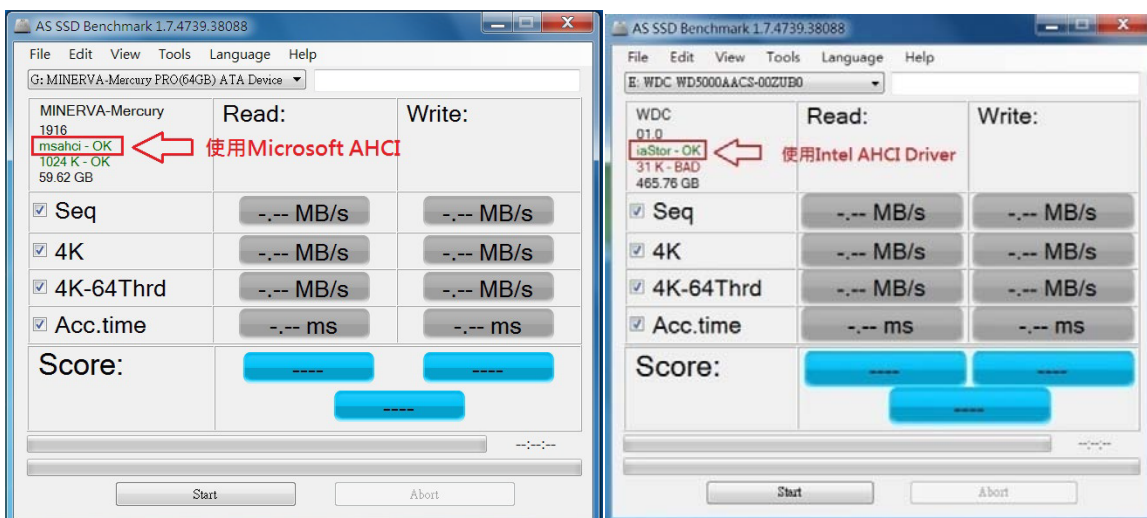 AS SSD Benchmark 1.7.4739.38088
File Edit View Tools Language Help
G: MINERVA-Mercury PRO(64GB) ATA Device
MINERVA-Mercury
1916
msahci - OK
1024 K - OK
59.62 GB
Read:
Write:
使用Microsoft AHCI
Seq
-.-- MB/s
-.-- MB/s
4K
-.-- MB/s
-.-- MB/s
4K-64Thrd
-.-- MB/s
-.-- MB/s
Acc.time
-.-- ms
-.-- ms
Score:
----
----
----
--:--:--
Start
Abort
AS SSD Benchmark 1.7.4739.38088
File Edit View Tools Language Help
E: WDC WD5000AACS-00ZUB0
WDC
01.0
iaStor - OK
31 K - BAD
465.76 GB
Read:
Write:
使用Intel AHCI Driver
Seq
-.-- MB/s
-.-- MB/s
4K
-.-- MB/s
-.-- MB/s
4K-64Thrd
-.-- MB/s
-.-- MB/s
Acc.time
-.-- ms
-.-- ms
Score:
----
----
----
--:--:--
Start
Abort